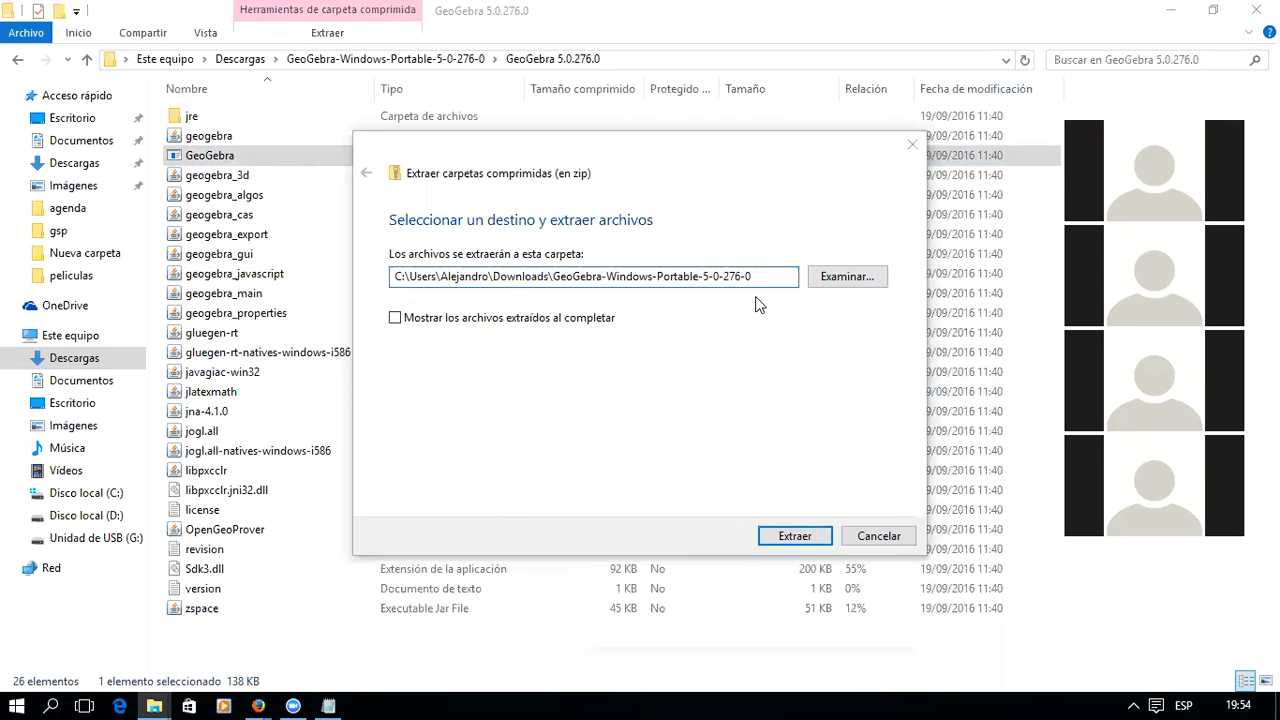 Herramientas de carpeta comprimida
GeoGebra 5.0.276.0
Archivo
Inicio
Compartir
Vista
Extraer
Este equipo
Descargas
GeoGebra-Windows-Portable-5-0-276-0
GeoGebra 5.0.276.0
Buscar en GeoGebra 5.0.276.0
Nombre
Tipo
Tamaño comprimido
Protegido ...
Tamaño
Relación
Fecha de modificación
Acceso rápido
Escritorio
Documentos
Descargas
Imágenes
agenda
gsp
Nueva carpeta
peliculas
OneDrive
Este equipo
Descargas
Documentos
Escritorio
Imágenes
Música
Vídeos
Disco local (C:)
Disco local (D:)
Unidad de USB (G:)
Red
jre
Carpeta de archivos
19/09/2016 11:40
geogebra
19/09/2016 11:40
GeoGebra
19/09/2016 11:40
geogebra_3d
19/09/2016 11:40
geogebra_algos
19/09/2016 11:40
geogebra_cas
19/09/2016 11:40
geogebra_export
19/09/2016 11:40
geogebra_gui
19/09/2016 11:40
geogebra_javascript
19/09/2016 11:40
geogebra_main
19/09/2016 11:40
geogebra_properties
19/09/2016 11:40
gluegen-rt
19/09/2016 11:40
gluegen-rt-natives-windows-i586
19/09/2016 11:40
javagiac-win32
19/09/2016 11:40
jlatexmath
19/09/2016 11:40
jna-4.1.0
19/09/2016 11:40
jogl.all
19/09/2016 11:40
jogl.all-natives-windows-i586
19/09/2016 11:40
libpxcclr
19/09/2016 11:40
libpxcclr.jni32.dll
19/09/2016 11:40
license
19/09/2016 11:40
OpenGeoProver
19/09/2016 11:40
revision
19/09/2016 11:40
Sdk3.dll
Extensión de la aplicación
92 KB
No
200 KB
55%
19/09/2016 11:40
version
Documento de texto
1 KB
No
1 KB
0%
19/09/2016 11:40
zspace
Executable Jar File
45 KB
No
51 KB
12%
19/09/2016 11:40
Extraer carpetas comprimidas (en zip)
Seleccionar un destino y extraer archivos
Los archivos se extraerán a esta carpeta:
C:\Users\Alejandro\Downloads\GeoGebra-Windows-Portable-5-0-276-0
Examinar...
Mostrar los archivos extraídos al completar
Extraer
Cancelar
26 elementos
1 elemento seleccionado 138 KB
ESP
19:54